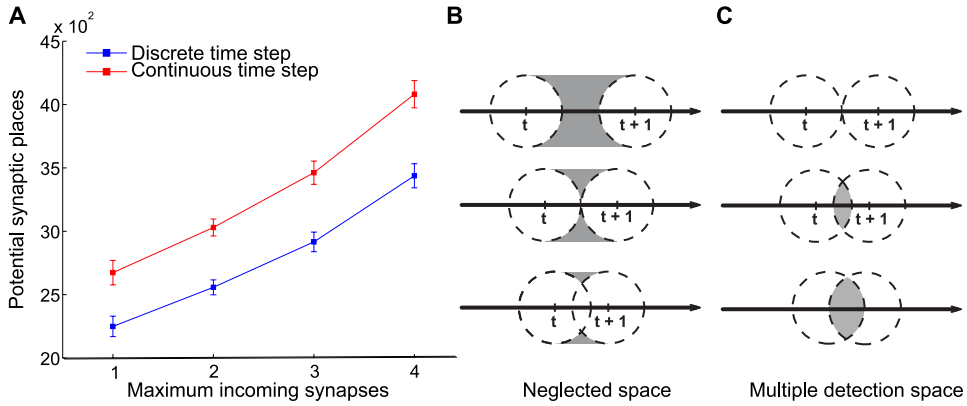 A
x 10²
45
40
35
30
25
20
Potential synaptic places
Discrete time step
Continuous time step
1 2 3 4
Maximum incoming synapses
B
t t + 1
t t + 1
t t + 1
Neglected space
C
t t + 1
t t + 1
Multiple detection space